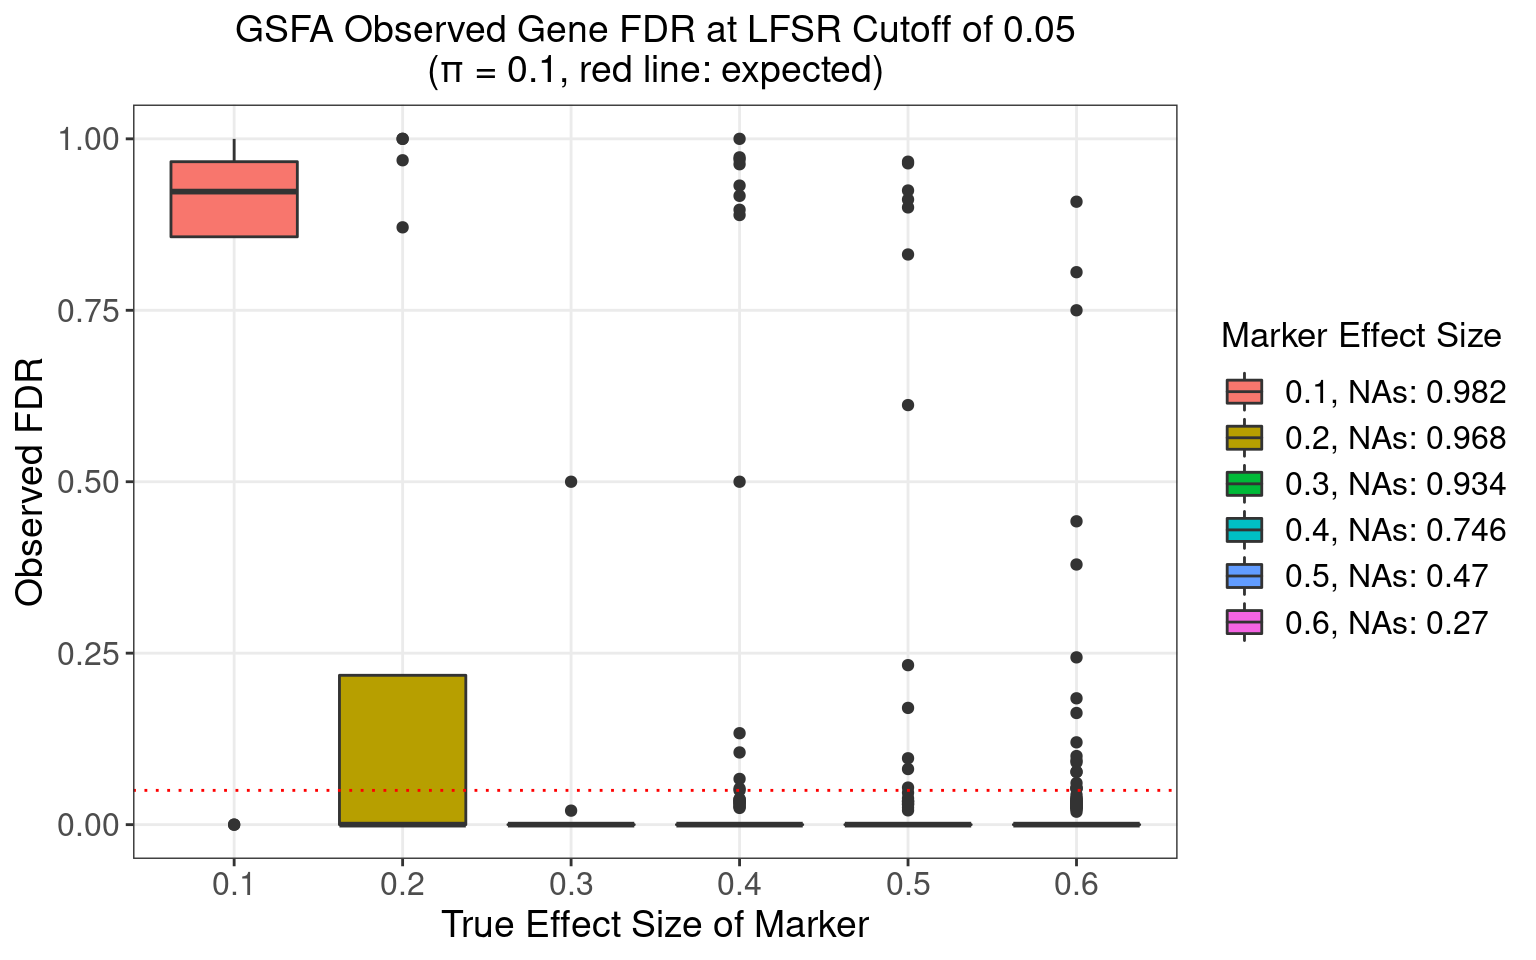 GSFA Observed Gene FDR at LFSR Cutoff of 0.05
(π = 0.1, red line: expected)
Observed FDR
1.00
0.75
0.50
0.25
0.00
0.1
0.2
0.3
0.4
0.5
0.6
True Effect Size of Marker
Marker Effect Size
0.1, NAs: 0.982
0.2, NAs: 0.968
0.3, NAs: 0.934
0.4, NAs: 0.746
0.5, NAs: 0.47
0.6, NAs: 0.27